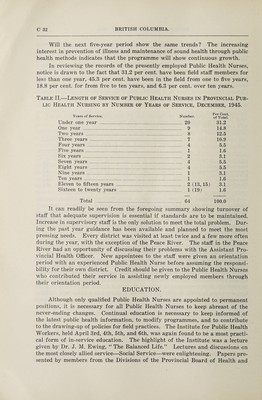 C 32 BRITISH COLUMBIA.
Will the next five-year period show the same trends? The increasing
interest in prevention of illness and maintenance of sound health through public
health methods indicates that the programme will show continuous growth.
In reviewing the records of the presently employed Public Health Nurses,
notice is drawn to the fact that 31.2 per cent. have been field staff members for
less than one year, 45.3 per cent. have been in the field from one to five years,
18.8 per cent. for from five to ten years, and 6.3 per cent. over ten years.
TABLE II.—LENGTH OF SERVICE OF PUBLIC HEALTH NURSES IN PROVINCIAL PUB-
LIC HEALTH NURSING BY NUMBER OF YEARS OF SERVICE, DECEMBER, 1945.
Years of Service. Number. Per Cent. of Total.
Under one year 20 31.2
One year 9 14.8
Two years 8 12.5
Three years 7 10.9
Four years 4 5.5
Five years 1 1.6
Six years 2 3.1
Seven years 4 5.5
Eight years 4 5.5
Nine years 1 3.1
Ten years 1 1.6
Eleven to fifteen years 2 (13, 15) 3.1
Sixteen to twenty years 1 (19) 1.6
Total 64 100.0
It can readily be seen from the foregoing summary showing turnover of
staff that adequate supervision is essential if standards are to be maintained.
Increase in supervisory staff is the only solution to meet the total problem. Dur-
ing the past year guidance has been available and planned to meet the most
pressing needs. Every district was visited at least twice and a few more often
during the year, with the exception of the Peace River. The staff in the Peace
River had an opportunity of discussing their problems with the Assistant Pro-
vincial Health Officer. New appointees to the staff were given an orientation
period with an experienced Public Health Nurse before assuming the responsi-
bility for their own district. Credit should be given to the Public Health Nurses
who contributed their service in assisting newly employed members through
their orientation period.
EDUCATION.
Although only qualified Public Health Nurses are appointed to permanent
positions, it is necessary for all Public Health Nurses to keep abreast of the
never-ending changes. Continual education is necessary to keep informed of
the latest public health information, to modify programmes, and to contribute
to the drawing-up of policies for field practices. The Institute for Public Health
Workers, held April 3rd, 4th, 5th, and 6th, was again found to be a most practi-
cal form of in-service education. The highlight of the Institute was a lecture
given by Dr. J. M. Ewing, "The Balanced Life." Lectures and discussions on
the most closely allied service—Social Service—were enlightening. Papers pre-
sented by members from the Divisions of the Provincial Board of Health and